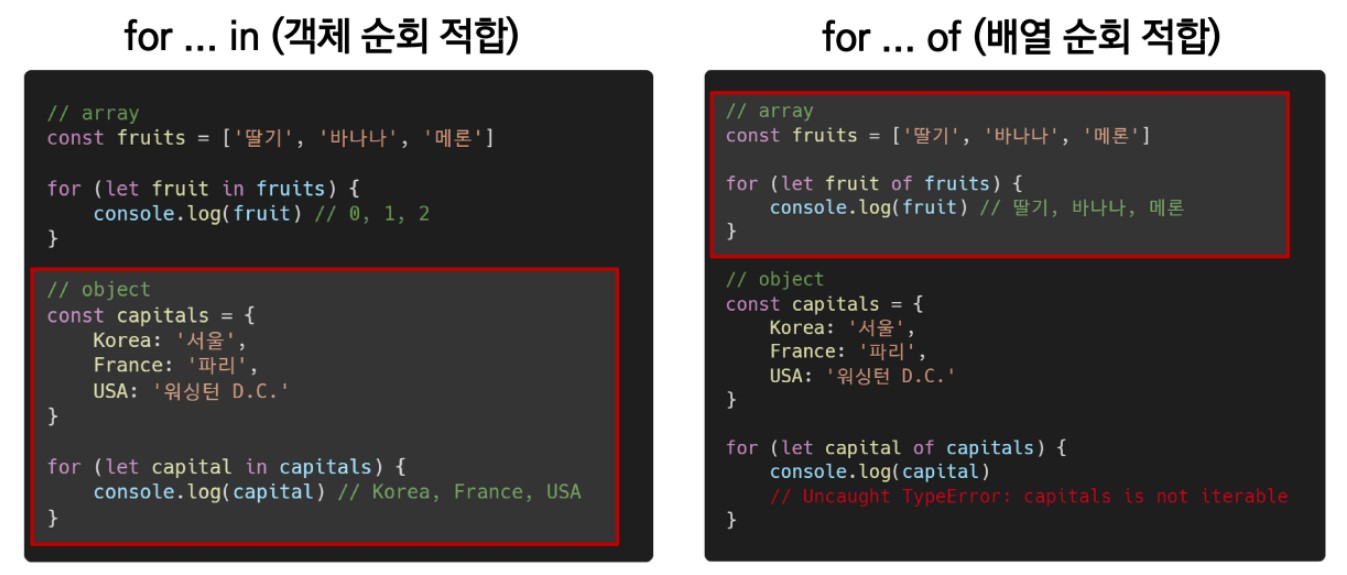 for ... in (객체 순회 적합)
// array
const fruits = ['딸기', '바나나', '메론']
for (let fruit in fruits) {
    console.log(fruit) // 0, 1, 2
}
// object
const capitals = {
    Korea: '서울',
    France: '파리',
    USA: '워싱턴 D.C.'
}
for (let capital in capitals) {
    console.log(capital) // Korea, France, USA
}
for ... of (배열 순회 적합)
// array
const fruits = ['딸기', '바나나', '메론']
for (let fruit of fruits) {
    console.log(fruit) // 딸기, 바나나, 메론
}
// object
const capitals = {
    Korea: '서울',
    France: '파리',
    USA: '워싱턴 D.C.'
}
for (let capital of capitals) {
    console.log(capital)
    // Uncaught TypeError: capitals is not iterable
}